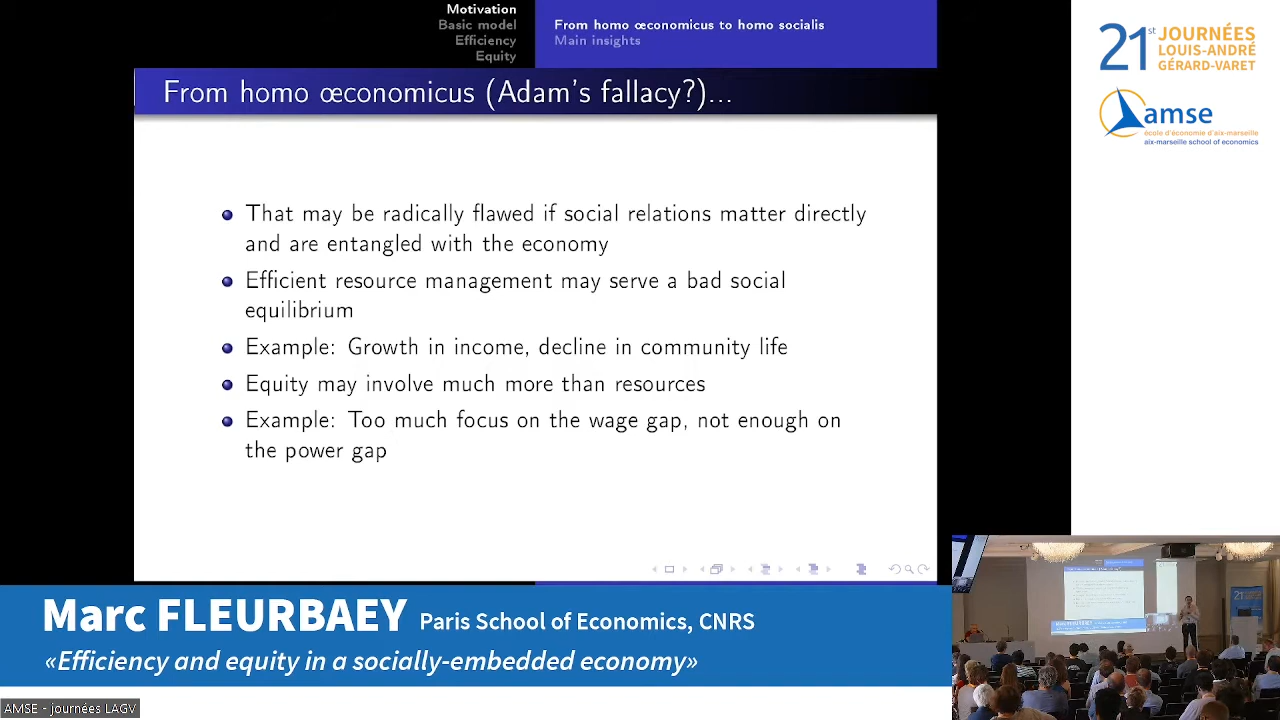 Motivation
Basic model
Efficiency
Equity
From homo œconomicus to homo socialis
Main insights
From homo œconomicus (Adam's fallacy?)...
That may be radically flawed if social relations matter directly
and are entangled with the economy
Efficient resource management may serve a bad social
equilibrium
Example: Growth in income, decline in community life
Equity may involve much more than resources
Example: Too much focus on the wage gap, not enough on
the power gap
21st JOURNÉES
LOUIS-ANDRÉ
GÉRARD-VARET
amse
école d'économie d'aix-marseille
aix-marseille school of economics
Marc FLEURBAEY Paris School of Economics, CNRS
«Efficiency and equity in a socially-embedded economy»
AMSE - journées LAGV